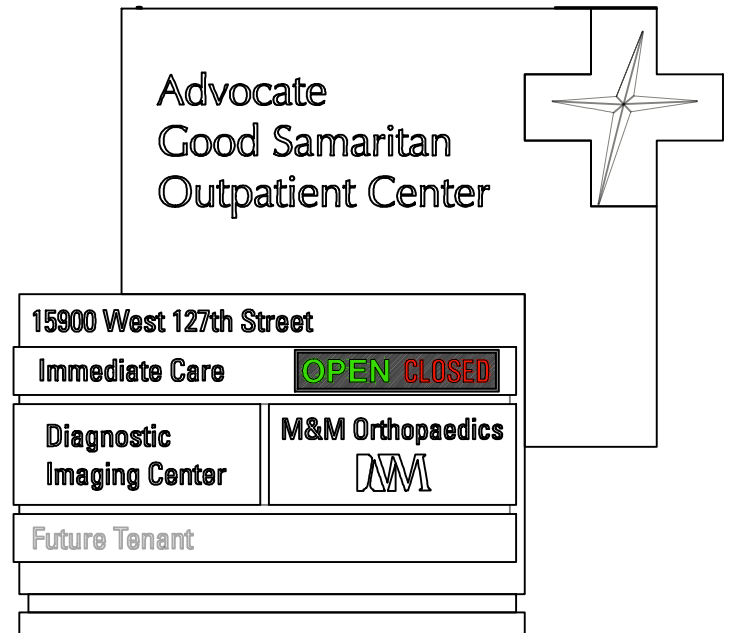 Advocate
Good Samaritan
Outpatient Center
15900 West 127th Street
Immediate Care
OPEN CLOSED
Diagnostic
Imaging Center
M&M Orthopaedics
Future Tenant